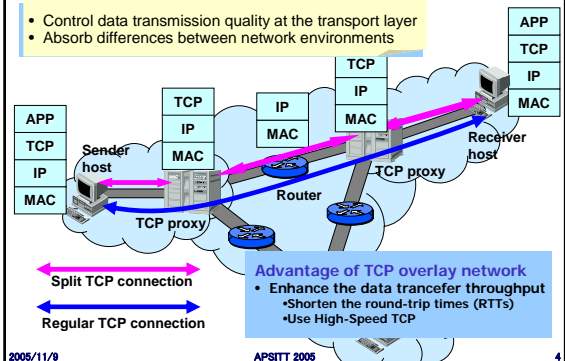 • Control data transmission quality at the transport layer
• Absorb differences between network environments
APP
TCP
IP
MAC
TCP
IP
MAC
IP
MAC
TCP
IP
MAC
APP
TCP
IP
MAC
Sender
host
Receiver
host
TCP proxy
Router
TCP proxy
Split TCP connection
Regular TCP connection
Advantage of TCP overlay network
• Enhance the data trancefer throughput
•Shorten the round-trip times (RTTs)
•Use High-Speed TCP
2005/11/9
APSITT 2005
4